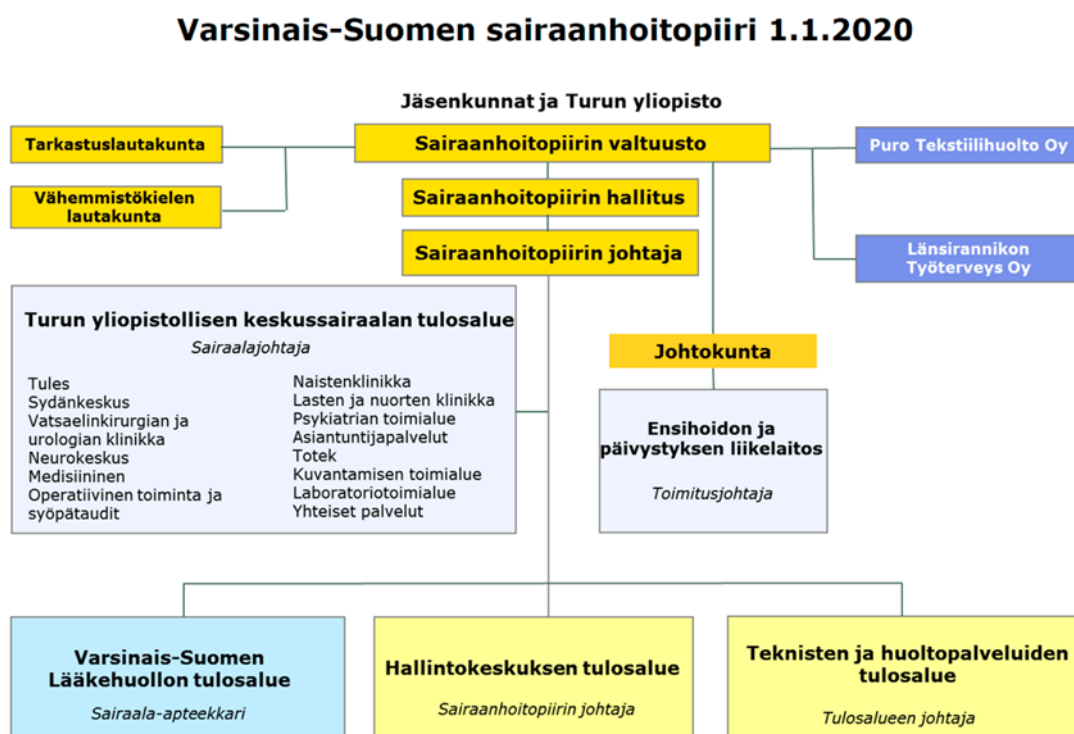 Varsinais-Suomen sairaanhoitopiiri 1.1.2020
Jäsenkunnat ja Turun yliopisto
Tarkastuslautakunta
Sairaanhoitopiirin valtuusto
Puro Tekstiilihuolto Oy
Vähemmistökielen
lautakunta
Sairaanhoitopiirin hallitus
Sairaanhoitopiirin johtaja
Länsirannikon
Työterveys Oy
Turun yliopistollisen keskussairaalan tulosalue
Sairaalajohtaja
Tules
Sydänkeskus
Vatsaelinkirurgian ja
urologian klinikka
Neurokeskus
Medisiininen
Operatiivinen toiminta ja
syöpätaudit
Naistenklinikka
Lasten ja nuorten klinikka
Psykiatrian toimialue
Asiantuntijapalvelut
Totek
Kuvantamisen toimialue
Laboratoriotoimialue
Yhteiset palvelut
Johtokunta
Ensihoidon ja
päivystyksen liikelaitos
Toimitusjohtaja
Varsinais-Suomen
Lääkehuollon tulosalue
Sairaala-apteekkari
Hallintokeskuksen tulosalue
Sairaanhoitopiirin johtaja
Teknisten ja huoltopalveluiden
tulosalue
Tulosalueen johtaja